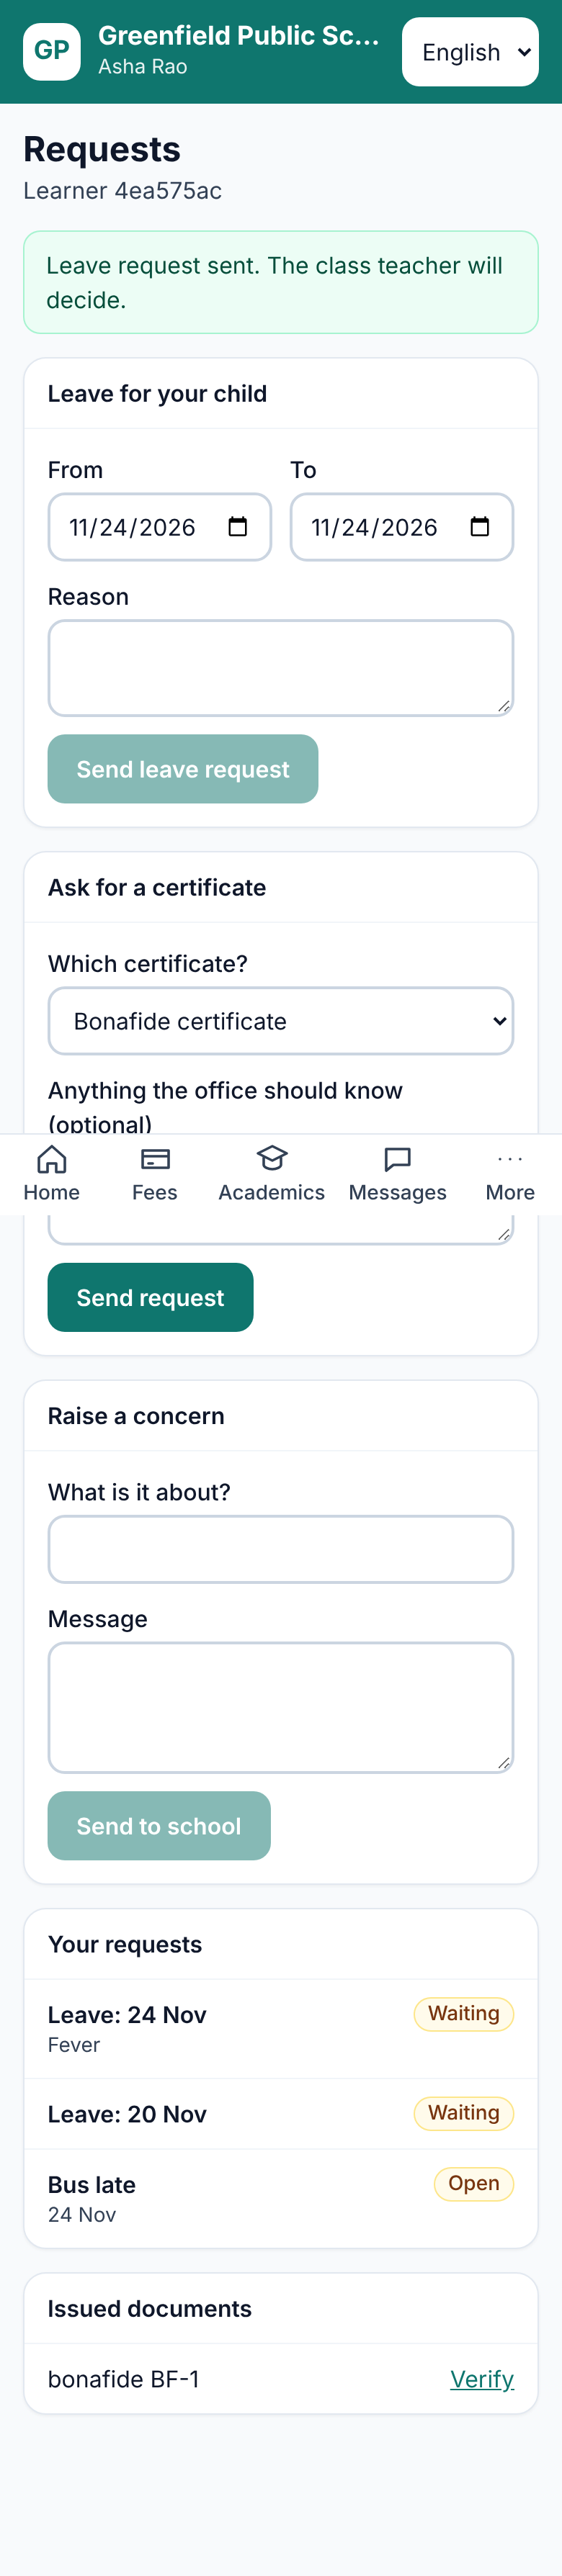 GP
Greenfield Public Sc...
Asha Rao
English
Requests
Learner 4ea575ac
Leave request sent. The class teacher will
decide.
Leave for your child
From
To
11/24/2026
11/24/2026
Reason
Send leave request
Ask for a certificate
Which certificate?
Bonafide certificate
Anything the office should know
(optional)
Home
Fees
Academics
Messages
More
Send request
Raise a concern
What is it about?
Message
Send to school
Your requests
Leave: 24 Nov
Waiting
Fever
Leave: 20 Nov
Waiting
Bus late
Open
24 Nov
Issued documents
bonafide BF-1
Verify